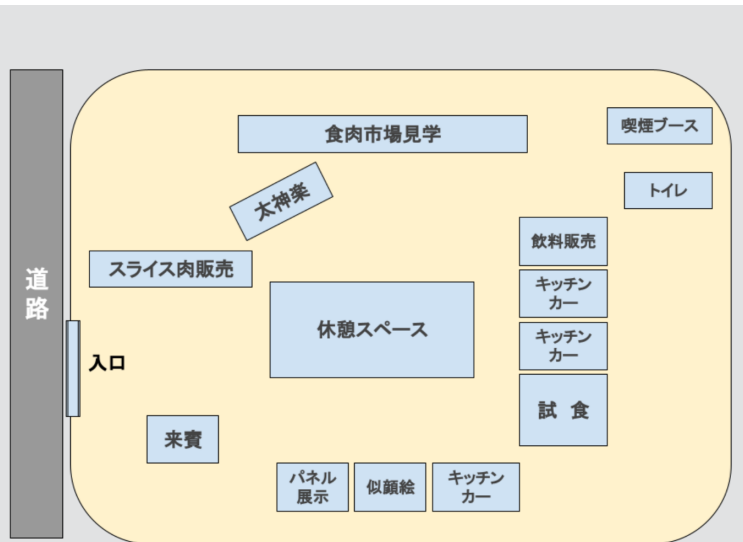 食肉市場見学
喫煙ブース
太神楽
トイレ
飲料販売
スライス肉販売
道
路
キッチン
カー
休憩スペース
キッチン
カー
入口
試 食
来賓
パネル
展示
似顔絵
キッチン
カー